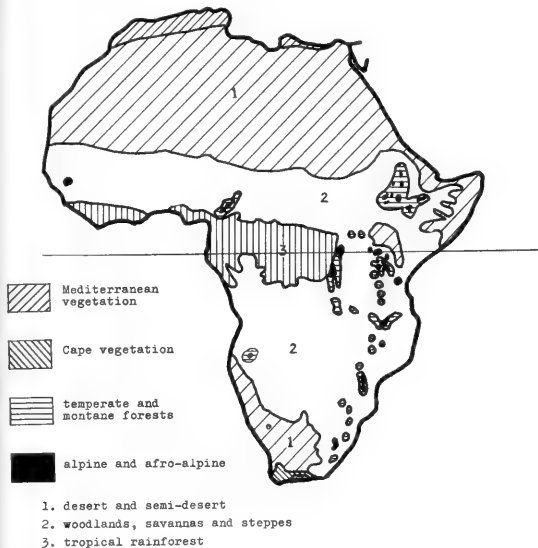 1
2
3
2
1
Mediterranean
vegetation
Cape vegetation
temperate and
montane forests
alpine and afro-alpine
1. desert and semi-desert
2. woodlands, savannas and steppes
3. tropical rainforest